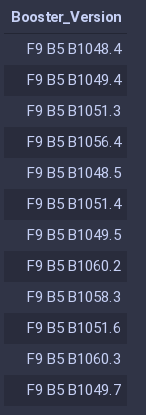 Booster_Version
F9 B5 B1048.4
F9 B5 B1049.4
F9 B5 B1051.3
F9 B5 B1056.4
F9 B5 B1048.5
F9 B5 B1051.4
F9 B5 B1049.5
F9 B5 B1060.2
F9 B5 B1058.3
F9 B5 B1051.6
F9 B5 B1060.3
F9 B5 B1049.7